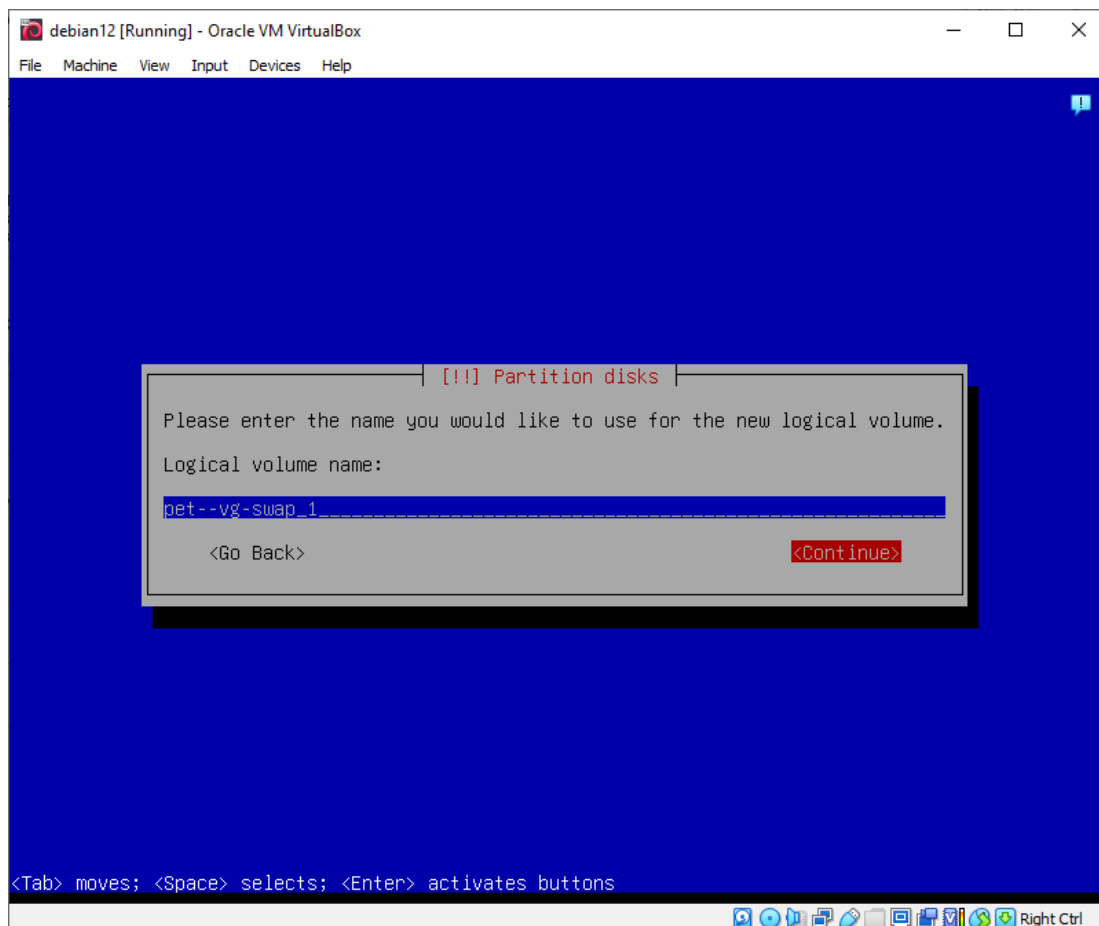 debian12 [Running] - Oracle VM VirtualBox
File Machine View Input Devices Help
[!!] Partition disks
Please enter the name you would like to use for the new logical volume.
Logical volume name:
pet--vg-swap_1________________________________________________________
<Go Back> <Continue>
<Tab> moves; <Space> selects; <Enter> activates buttons
Right Ctrl